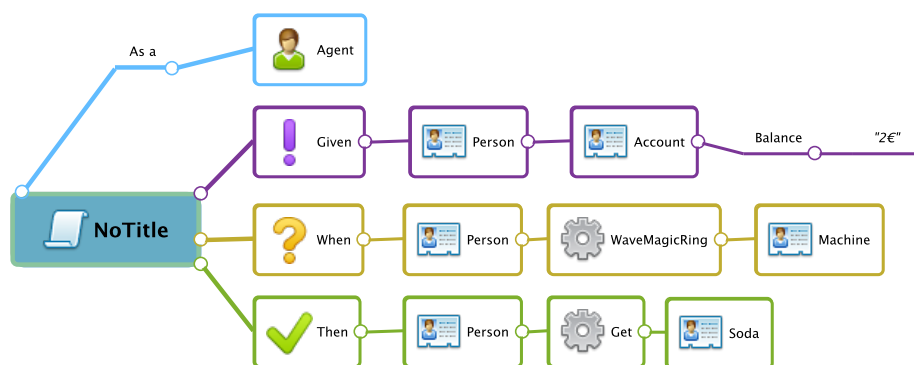 As a
Agent
Given
Person
Account
Balance
"2€"
NoTitle
When
Person
WaveMagicRing
Machine
Then
Person
Get
Soda